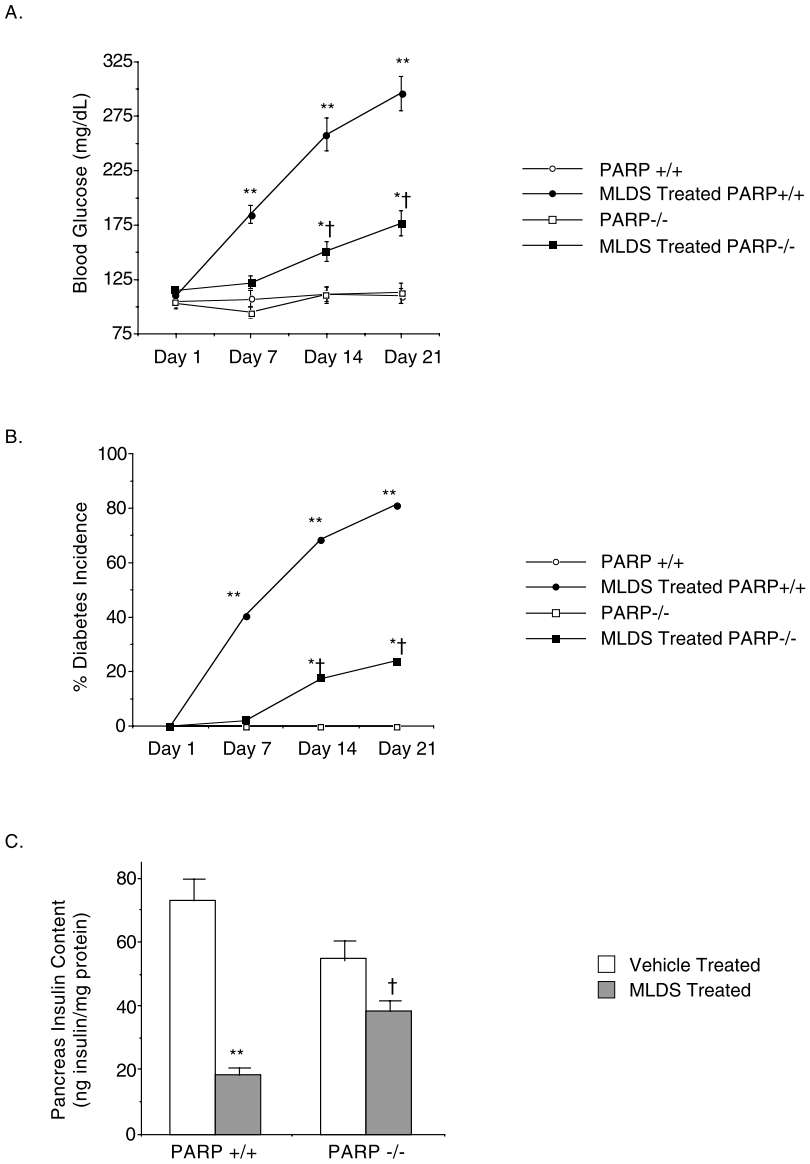 A.
325
275
225
175
125
75
Blood Glucose (mg/dL)
**
**
**
*†
*†
Day 1
Day 7
Day 14
Day 21
PARP +/+
MLDS Treated PARP+/+
PARP-/-
MLDS Treated PARP-/-
B.
100
80
60
40
20
0
% Diabetes Incidence
**
**
**
*†
*†
Day 1
Day 7
Day 14
Day 21
PARP +/+
MLDS Treated PARP+/+
PARP-/-
MLDS Treated PARP-/-
C.
80
60
40
20
0
Pancreas Insulin Content
(ng insulin/mg protein)
**
†
PARP +/+
PARP -/-
Vehicle Treated
MLDS Treated